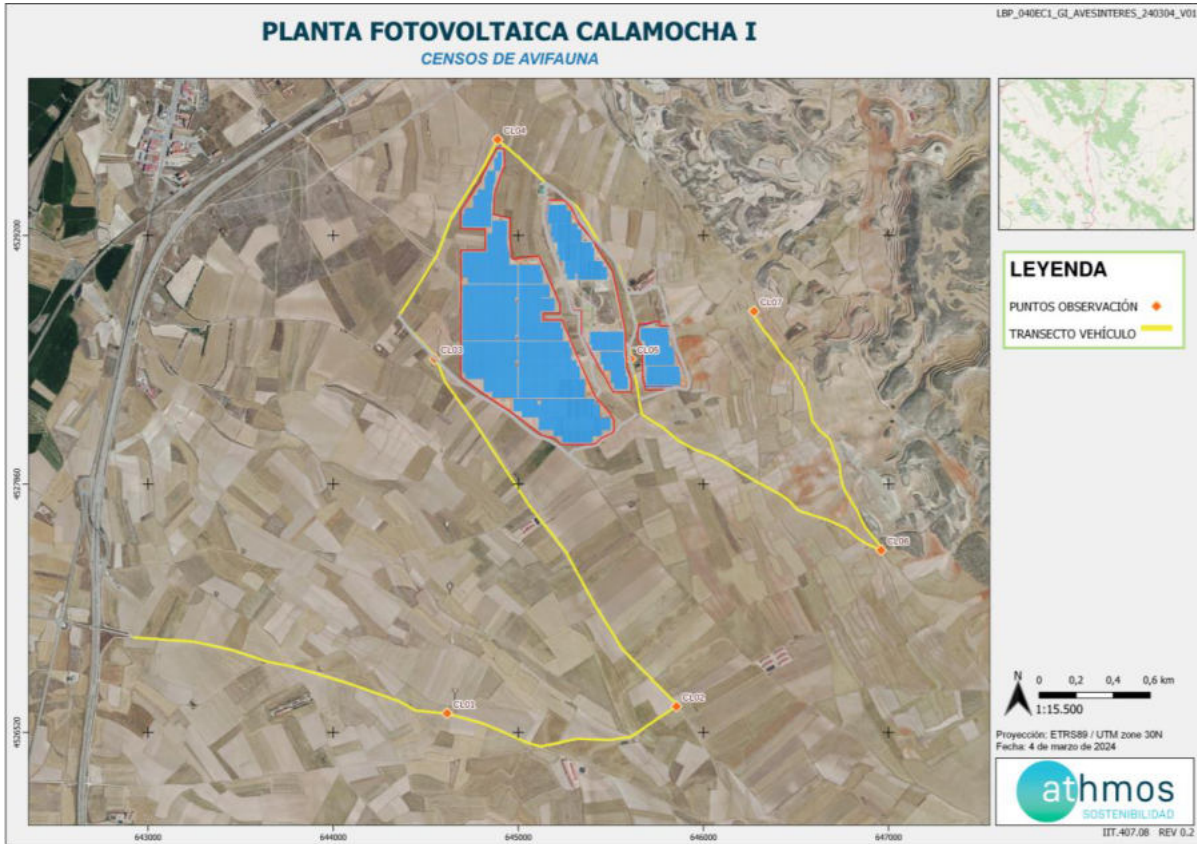 LBP_040EC1_GI_AVESINTERES_240304_V01
PLANTA FOTOVOLTAICA CALAMOCHA I
CENSOS DE AVIFAUNA
CL04
CL07
CL03
CL05
CL06
CL02
CL01
4529200
4527860
4526520
643000
644000
645000
646000
647000
LEYENDA
PUNTOS OBSERVACIÓN
TRANSECTO VEHÍCULO
N
0 0,2 0,4 0,6 km
1:15.500
Proyección: ETRS89 / UTM zone 30N
Fecha: 4 de marzo de 2024
athmos
SOSTENIBILIDAD
IIT.407.08 REV 0.2